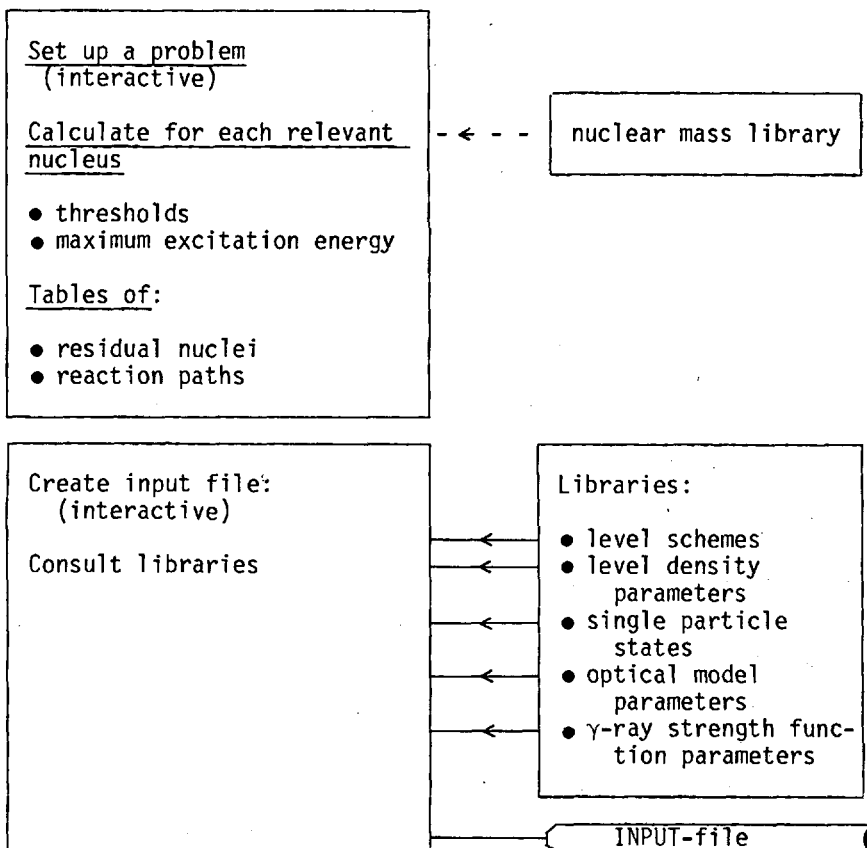 Set up a problem
(interactive)
Calculate for each relevant
nucleus
● thresholds
● maximum excitation energy
Tables of:
● residual nuclei
● reaction paths
nuclear mass library
Create input file:
(interactive)
Consult libraries
Libraries:
● level schemes
● level density
parameters
● single particle
states
● optical model
parameters
● γ-ray strength func-
tion parameters
INPUT-file